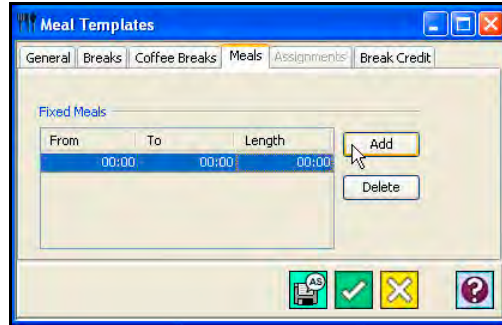 Meal Templates
General Breaks Coffee Breaks Meals Assignments Break Credit
Fixed Meals
From To Length Add
00:00 00:00 00:00
Delete
AS
?